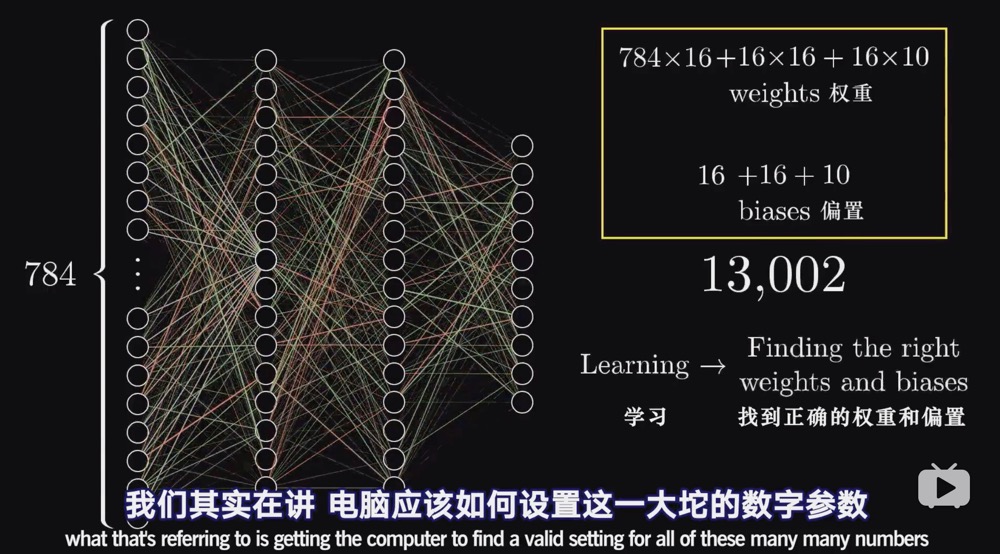 784
784×16+16×16 + 16×10
weights 权重
16 +16 + 10
biases 偏置
13,002
Learning → Finding the right
weights and biases
学习 找到正确的权重和偏置
我们其实在讲 电脑应该如何设置这一大坨的数字参数
what that's referring to is getting the computer to find a valid setting for all of these many many numbers